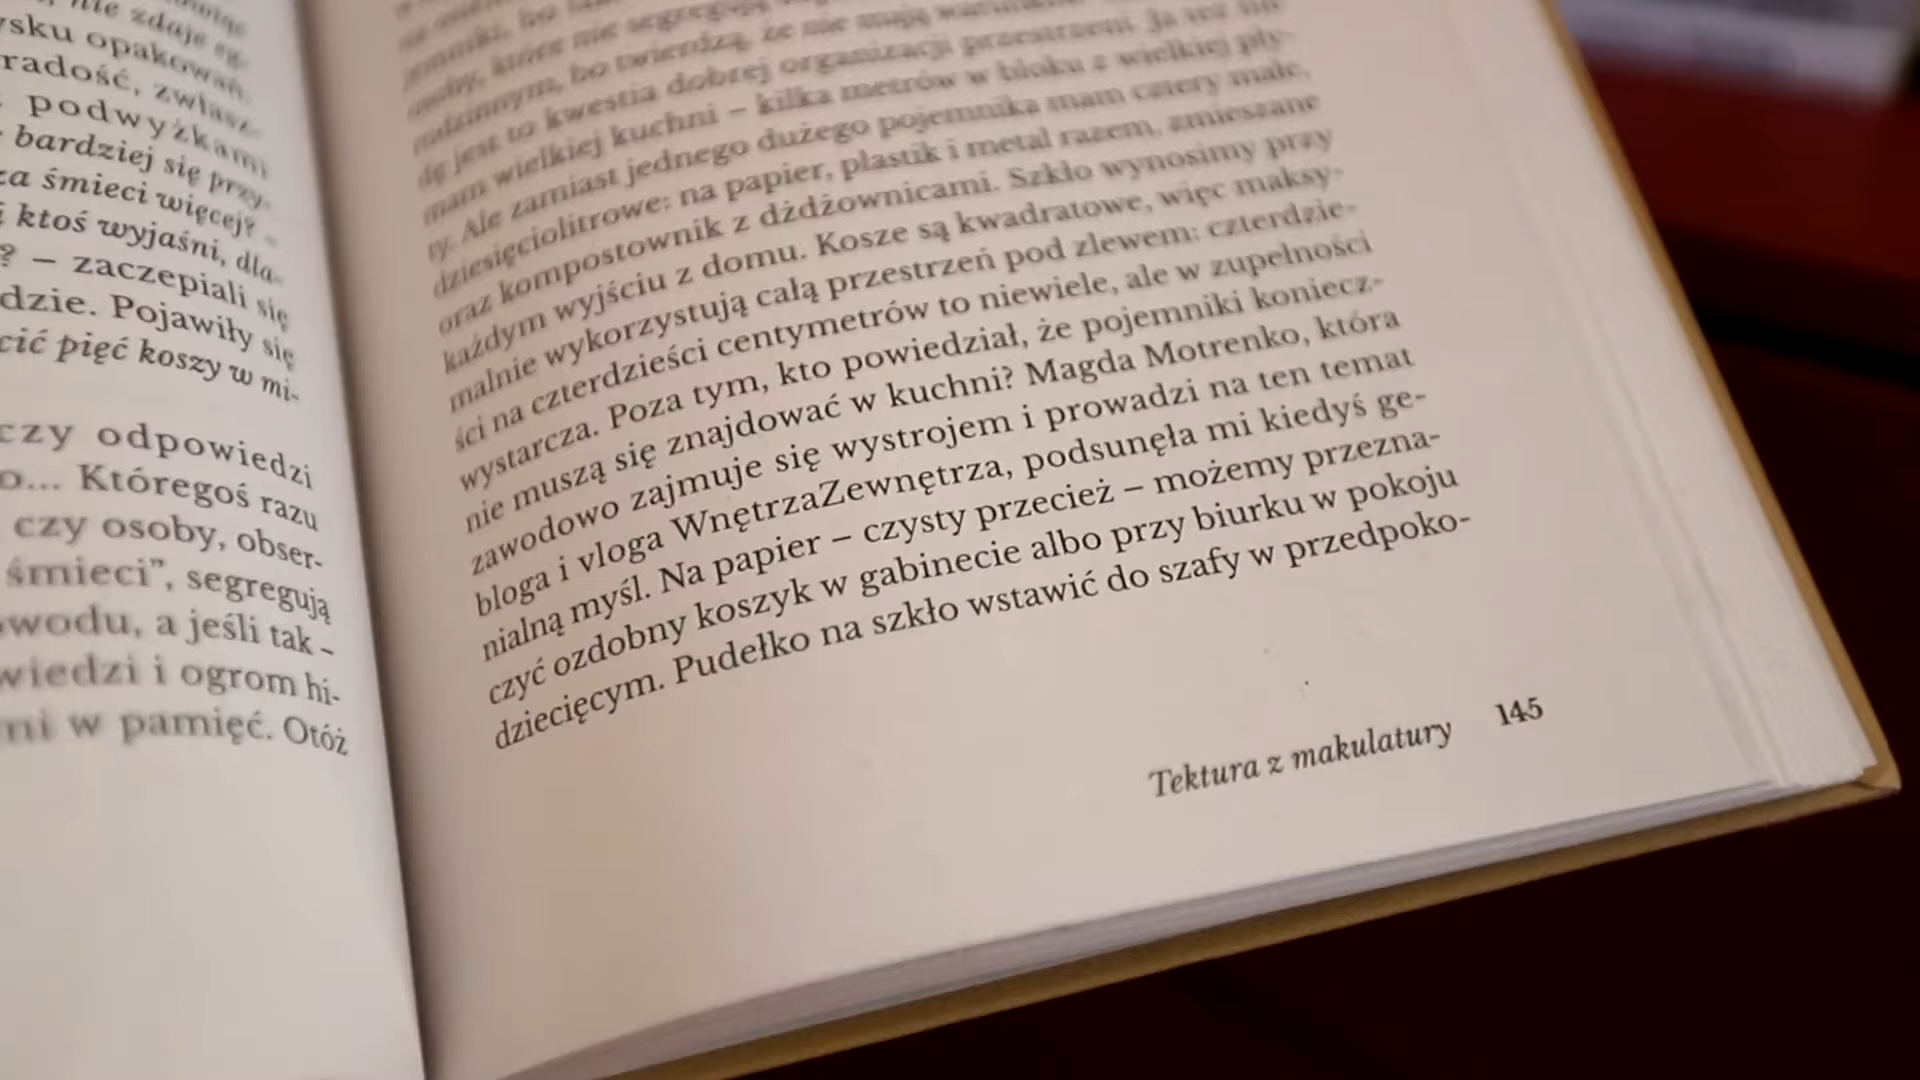 nie zdaje
sku opakowań.
radość, zwłasz-
podwyżkami
bardziej się przy-
za śmieci więcej? –
ktoś wyjaśni, dla-
? – zaczepiali się
dzie. Pojawiły się
cić pięć koszy w mi-
czy odpowiedzi
o... Któregoś razu
czy osoby, obser-
śmieci”, segregują
wodu, a jeśli tak –
wiedzi i ogrom hi-
mi w pamięć. Otóż
które nie segregują
bo twierdzą, że nie mają
dę jest to kwestia dobrej organizacji przestrzeni. Ja też nie
mam wielkiej kuchni – kilka metrów w bloku z wielkiej pły-
ty. Ale zamiast jednego dużego pojemnika mam cztery małe,
dziesięciolitrowe: na papier, plastik i metal razem, zmieszane
oraz kompostownik z dżdżownicami. Szkło wynosimy przy
każdym wyjściu z domu. Kosze są kwadratowe, więc maksy-
malnie wykorzystują całą przestrzeń pod zlewem: czterdzie-
ści na czterdzieści centymetrów to niewiele, ale w zupełności
wystarcza. Poza tym, kto powiedział, że pojemniki koniecz-
nie muszą się znajdować w kuchni? Magda Motrenko, która
zawodowo zajmuje się wystrojem i prowadzi na ten temat
bloga i vloga WnętrzaZewnętrza, podsunęła mi kiedyś ge-
nialną myśl. Na papier – czysty przecież – możemy przezna-
czyć ozdobny koszyk w gabinecie albo przy biurku w pokoju
dziecięcym. Pudełko na szkło wstawić do szafy w przedpoko-
Tektura z makulatury 145